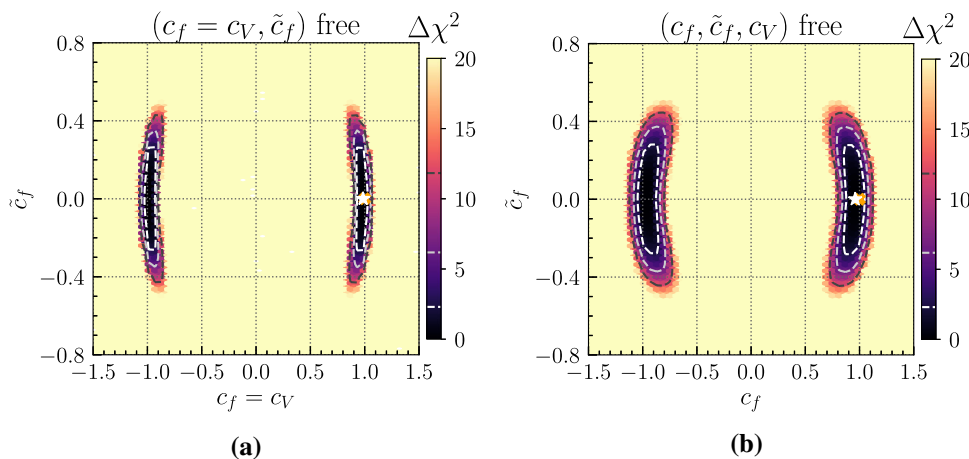 (c_f = c_V, c̃_f) free
Δχ²
0.8
0.4
0.0
−0.4
−0.8
c̃_f
−1.5 −1.0 −0.5 0.0 0.5 1.0 1.5
c_f = c_V
20
15
10
5
0
(a)
(c_f, c̃_f, c_V) free
Δχ²
0.8
0.4
0.0
−0.4
−0.8
c̃_f
−1.5 −1.0 −0.5 0.0 0.5 1.0 1.5
c_f
20
15
10
5
0
(b)